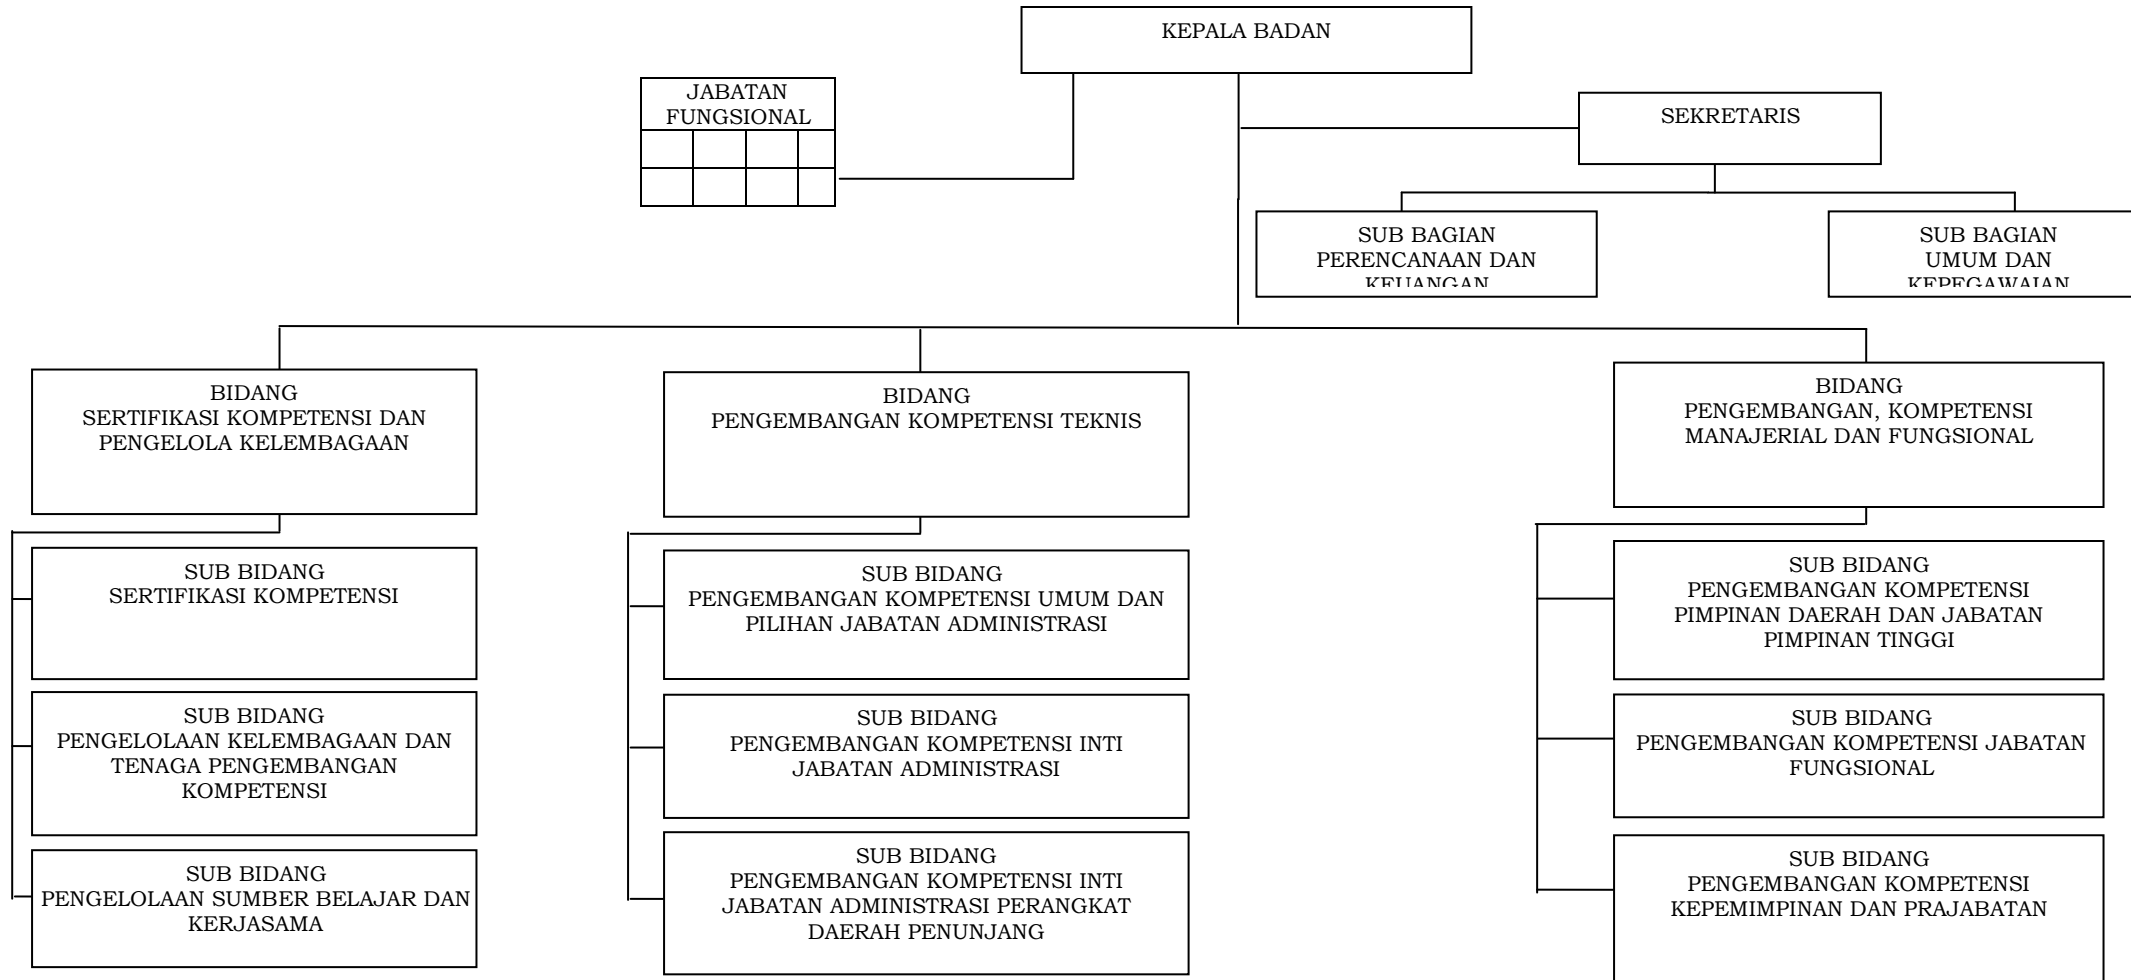 KEPALA BADAN
JABATAN
FUNGSIONAL
SEKRETARIS
SUB BAGIAN
PERENCANAAN DAN
KEUANGAN
SUB BAGIAN
UMUM DAN
KEPEGAWAIAN
BIDANG
SERTIFIKASI KOMPETENSI DAN
PENGELOLA KELEMBAGAAN
SUB BIDANG
SERTIFIKASI KOMPETENSI
SUB BIDANG
PENGELOLAAN KELEMBAGAAN DAN
TENAGA PENGEMBANGAN
KOMPETENSI
SUB BIDANG
PENGELOLAAN SUMBER BELAJAR DAN
KERJASAMA
BIDANG
PENGEMBANGAN KOMPETENSI TEKNIS
SUB BIDANG
PENGEMBANGAN KOMPETENSI UMUM DAN
PILIHAN JABATAN ADMINISTRASI
SUB BIDANG
PENGEMBANGAN KOMPETENSI INTI
JABATAN ADMINISTRASI
SUB BIDANG
PENGEMBANGAN KOMPETENSI INTI
JABATAN ADMINISTRASI PERANGKAT
DAERAH PENUNJANG
BIDANG
PENGEMBANGAN, KOMPETENSI
MANAJERIAL DAN FUNGSIONAL
SUB BIDANG
PENGEMBANGAN KOMPETENSI
PIMPINAN DAERAH DAN JABATAN
PIMPINAN TINGGI
SUB BIDANG
PENGEMBANGAN KOMPETENSI JABATAN
FUNGSIONAL
SUB BIDANG
PENGEMBANGAN KOMPETENSI
KEPEMIMPINAN DAN PRAJABATAN